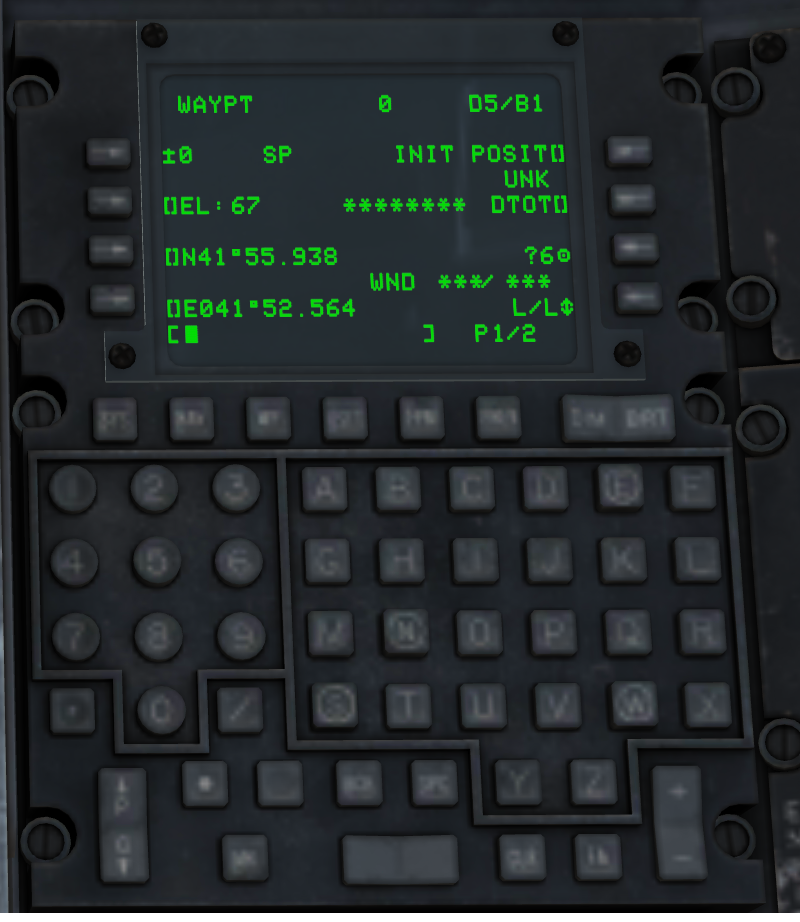 WAYPT 0 D5/B1
±0 SP INIT POSIT[]
UNK
[]EL:67 ******** DTOT[]
[]N41°55.938 ?6⊙
WND ***/ ***
[]E041°52.564 L/L↕
[█ ] P1/2
1 2 3 A B C D E F
4 5 6 G H I J K L
7 8 9 M N O P Q R
. 0 / S T U V W X
Y Z
+
-